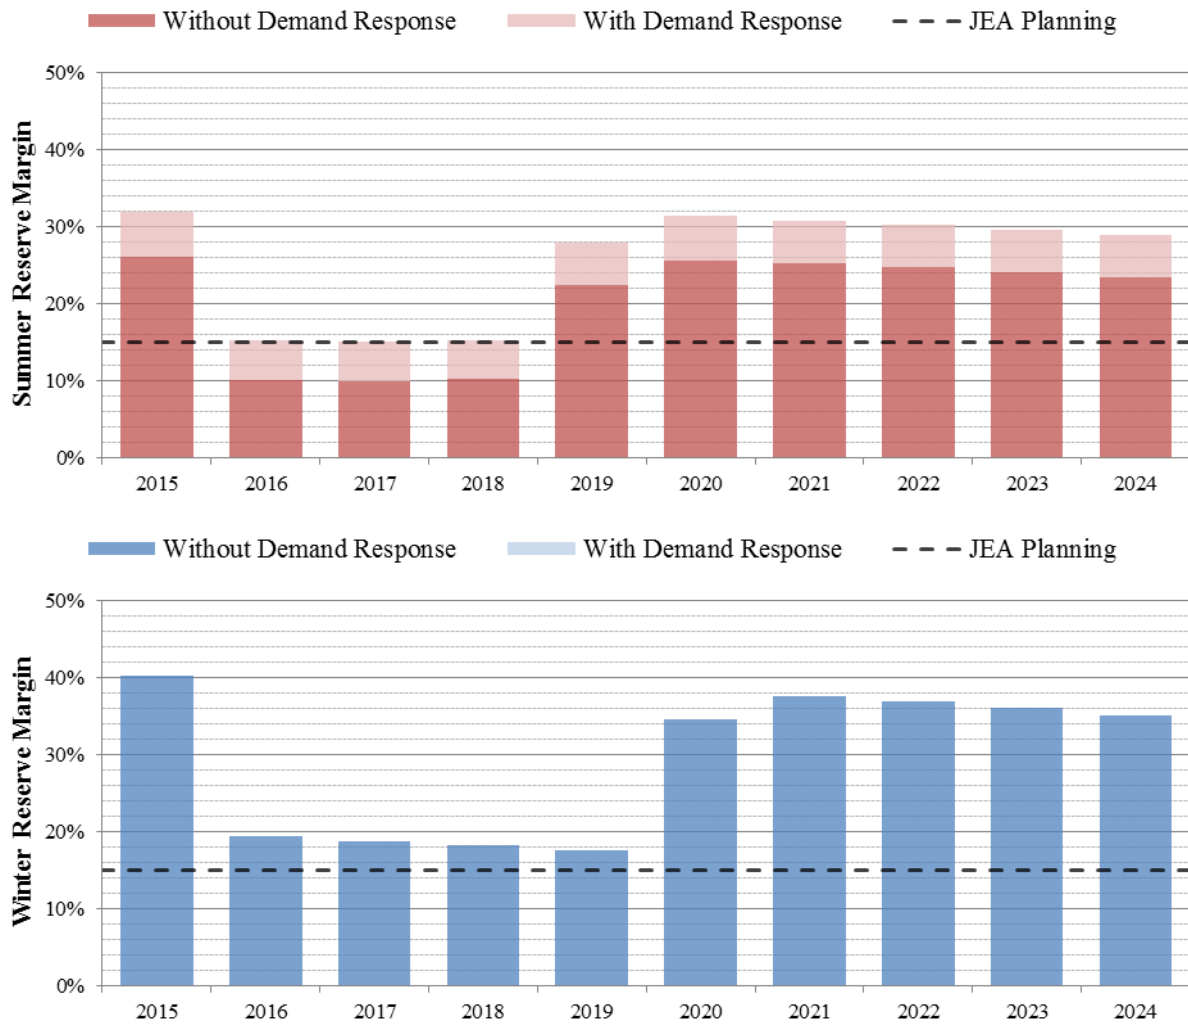 Without Demand Response With Demand Response JEA Planning
Summer Reserve Margin
50%
40%
30%
20%
10%
0%
2015 2016 2017 2018 2019 2020 2021 2022 2023 2024
Without Demand Response With Demand Response JEA Planning
Winter Reserve Margin
50%
40%
30%
20%
10%
0%
2015 2016 2017 2018 2019 2020 2021 2022 2023 2024